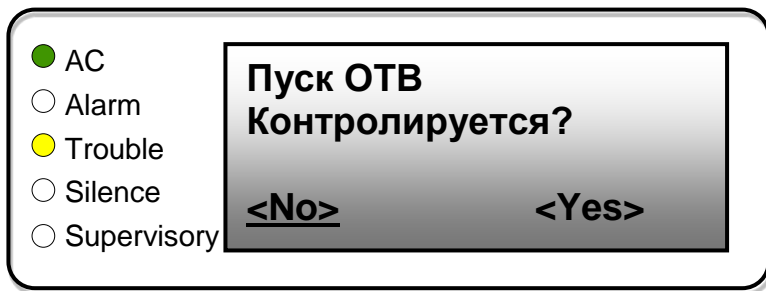 AC
Alarm
Trouble
Silence
Supervisory
Пуск ОТВ
Контролируется?
<No> <Yes>